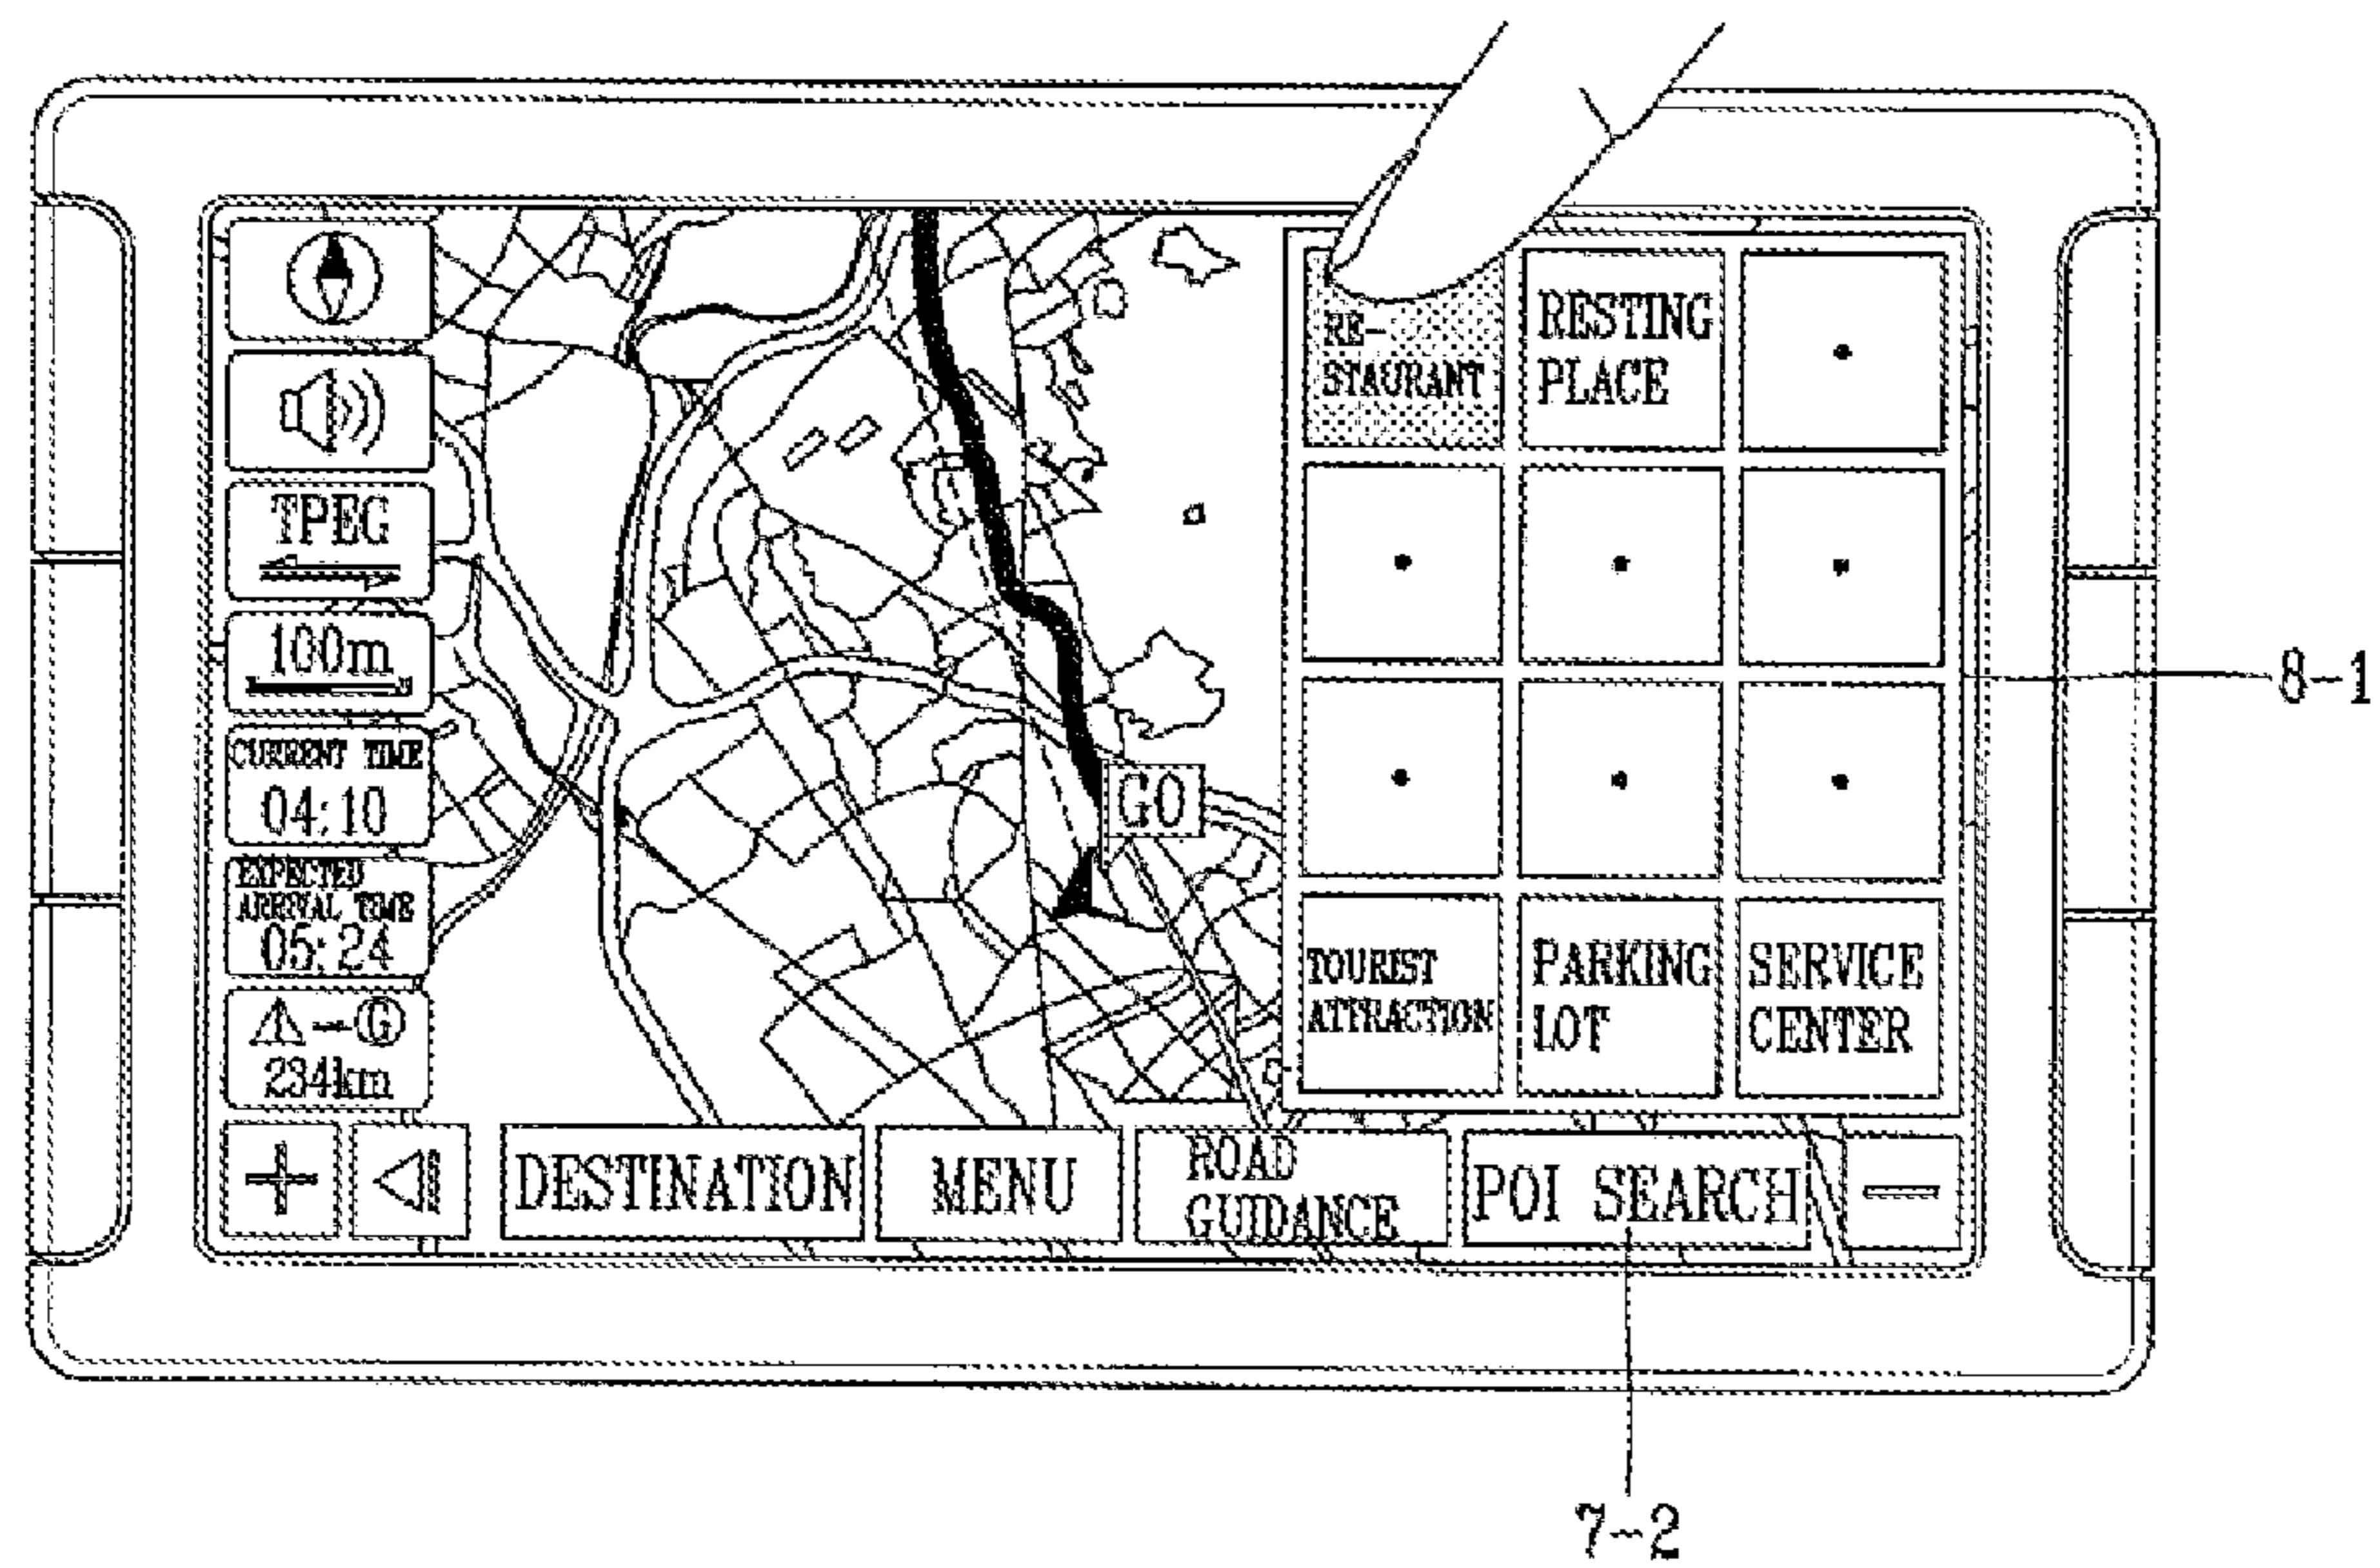 TPEG
100m
CURRENT TIME
04:10
EXPECTED
ARRIVAL TIME
05:24
G
234km
GO
RE-
STAURANT
RESTING
PLACE
TOURIST
ATTRACTION
PARKING
LOT
SERVICE
CENTER
8-1
+
DESTINATION
MENU
ROAD
GUIDANCE
POI SEARCH
-
7-2